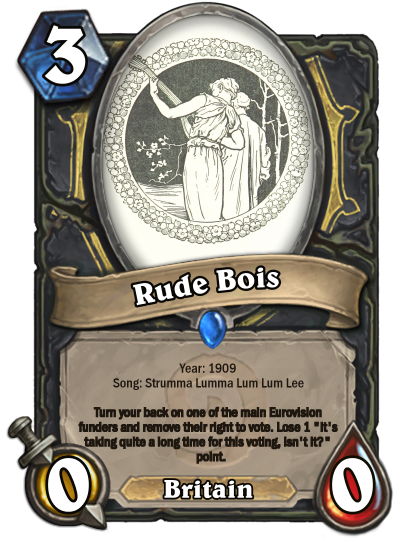 3
Rude Bois
Year: 1909
Song: Strumma Lumma Lum Lum Lee
Turn your back on one of the main Eurovision
funders and remove their right to vote. Lose 1 "It's
taking quite a long time for this voting, isn't it?"
point.
0
Britain
0